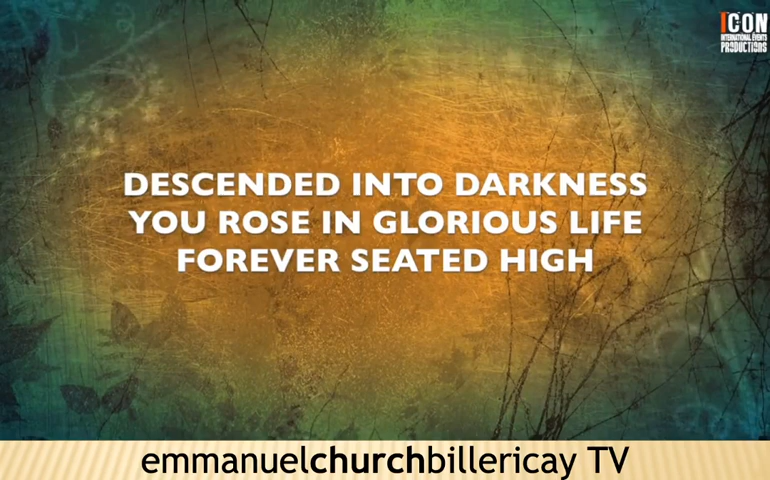 ICON
INTERNATIONAL EVENTS
PRODUCTIONS
DESCENDED INTO DARKNESS
YOU ROSE IN GLORIOUS LIFE
FOREVER SEATED HIGH
emmanuelchurchbillericay TV